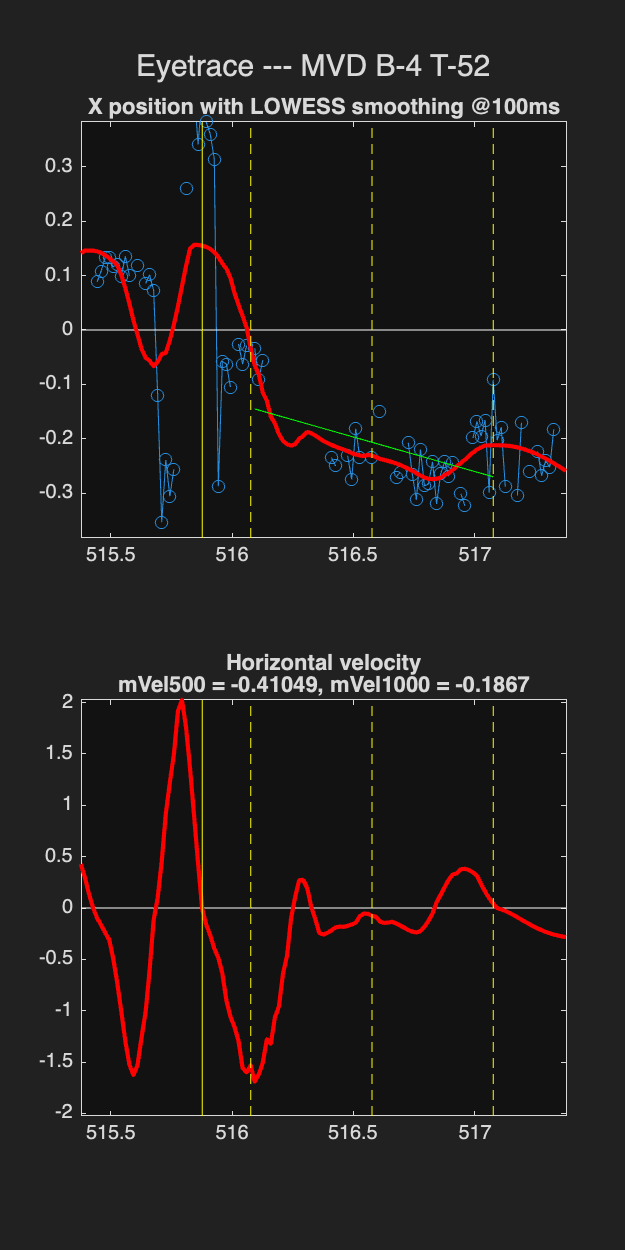 Eyetrace --- MVD B-4 T-52
X position with LOWESS smoothing @100ms
0.3
0.2
0.1
0
-0.1
-0.2
-0.3
515.5 516 516.5 517
Horizontal velocity
mVel500 = -0.41049, mVel1000 = -0.1867
2
1.5
1
0.5
0
-0.5
-1
-1.5
-2
515.5 516 516.5 517